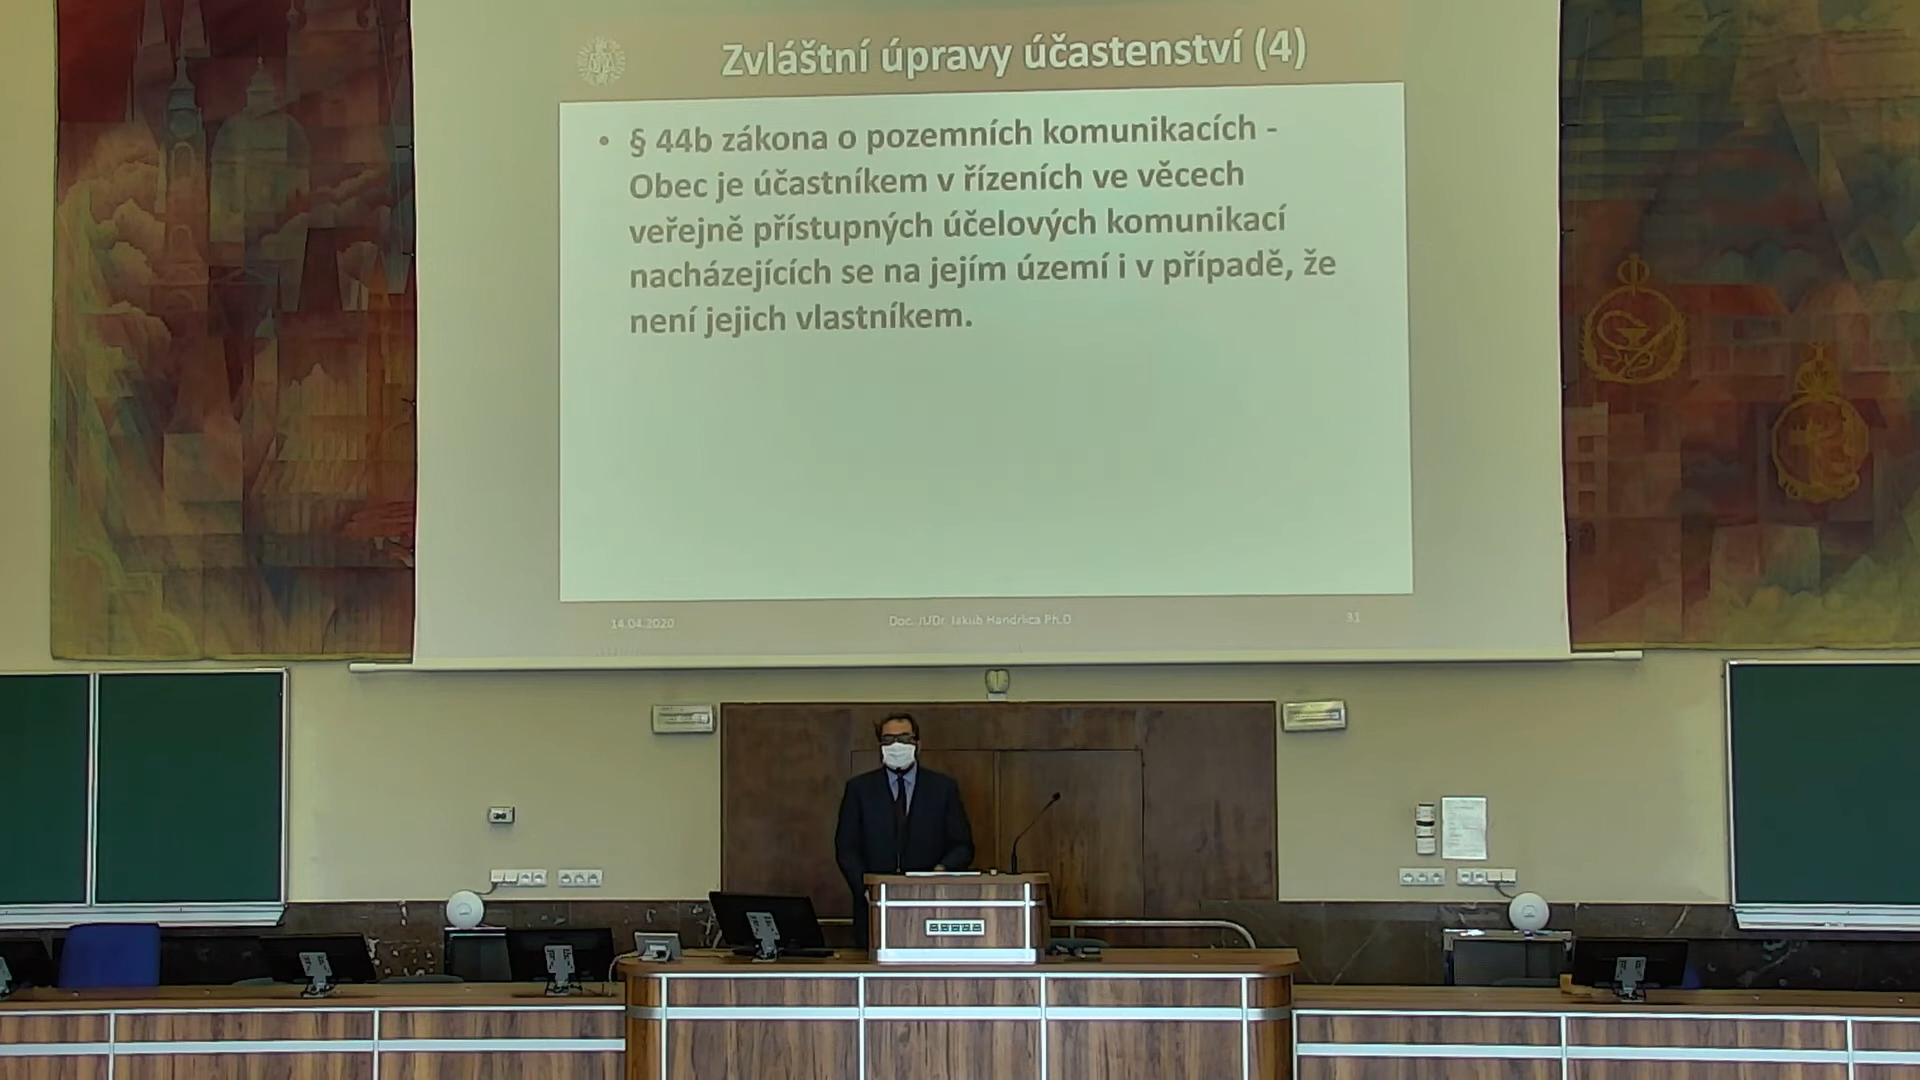 Zvláštní úpravy účastenství (4)
• § 44b zákona o pozemních komunikacích -
Obec je účastníkem v řízeních ve věcech
veřejně přístupných účelových komunikací
nacházejících se na jejím území i v případě, že
není jejich vlastníkem.
14.04.2020
Doc. JUDr. Jakub Handrlica Ph.D
31